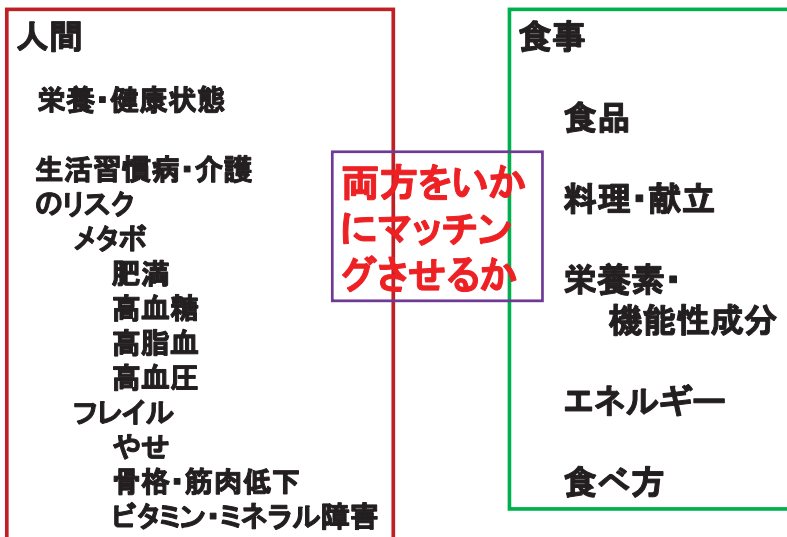 人間
栄養・健康状態
生活習慣病・介護
のリスク
メタボ
肥満
高血糖
高脂血
高血圧
フレイル
やせ
骨格・筋肉低下
ビタミン・ミネラル障害
両方をいか
にマッチン
グさせるか
食事
食品
料理・献立
栄養素・
機能性成分
エネルギー
食べ方